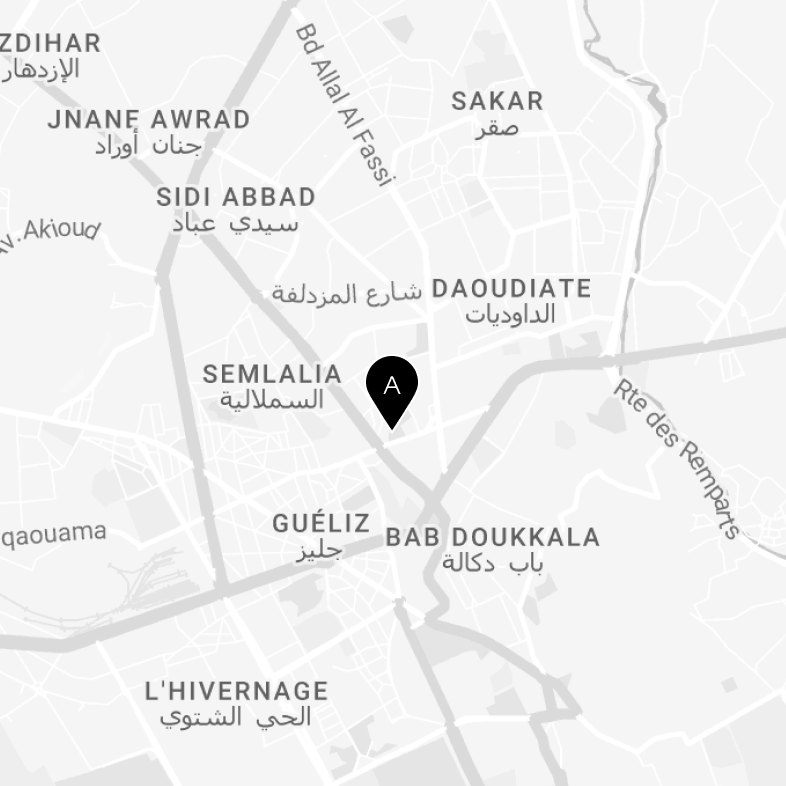 ZDIHAR
الإزدهار
Bd Allal Al Fassi
SAKAR
صقر
JNANE AWRAD
جنان أوراد
SIDI ABBAD
سيدي عباد
Av. Akioud
شارع المزدلفة
DAOUDIATE
الداوديات
SEMLALIA
السملالية
A
Rte des Remparts
GUÉLIZ
جليز
BAB DOUKKALA
باب دكالة
qaouama
L'HIVERNAGE
الحي الشتوي